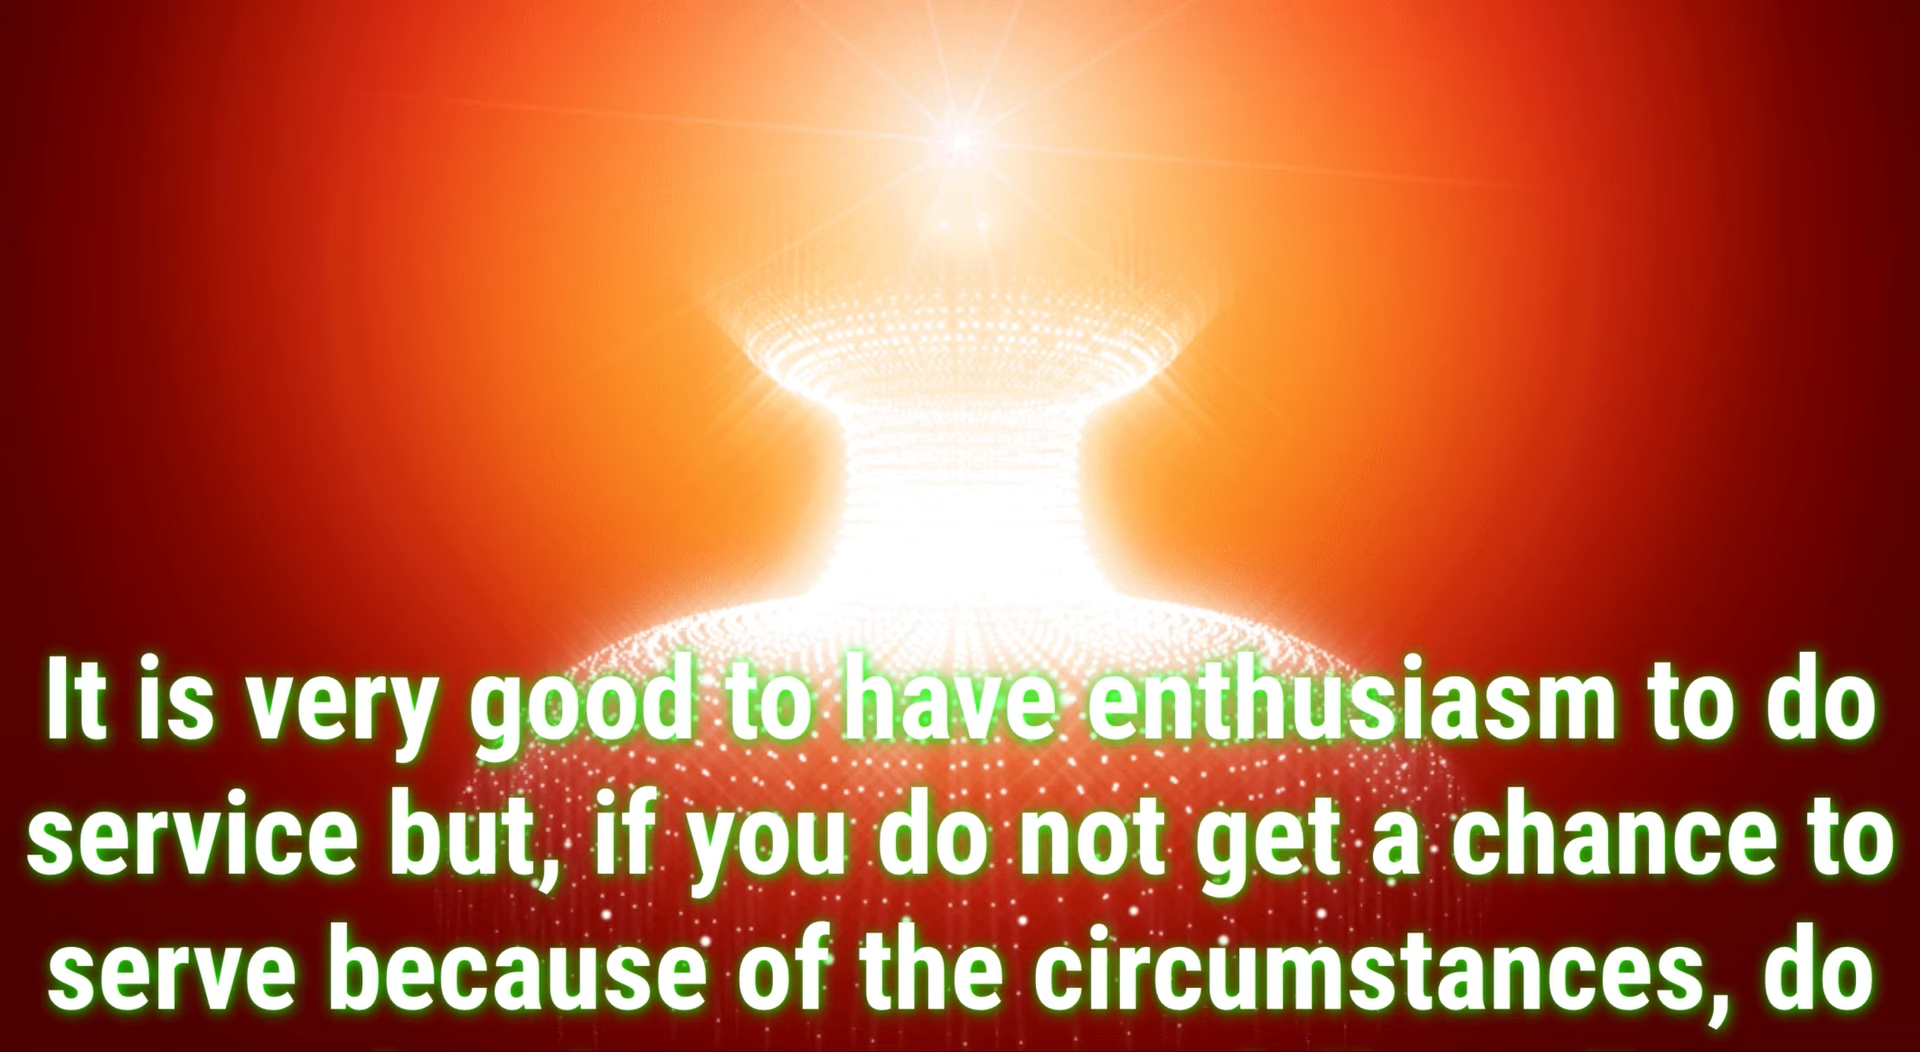 It is very good to have enthusiasm to do
service but, if you do not get a chance to
serve because of the circumstances, do